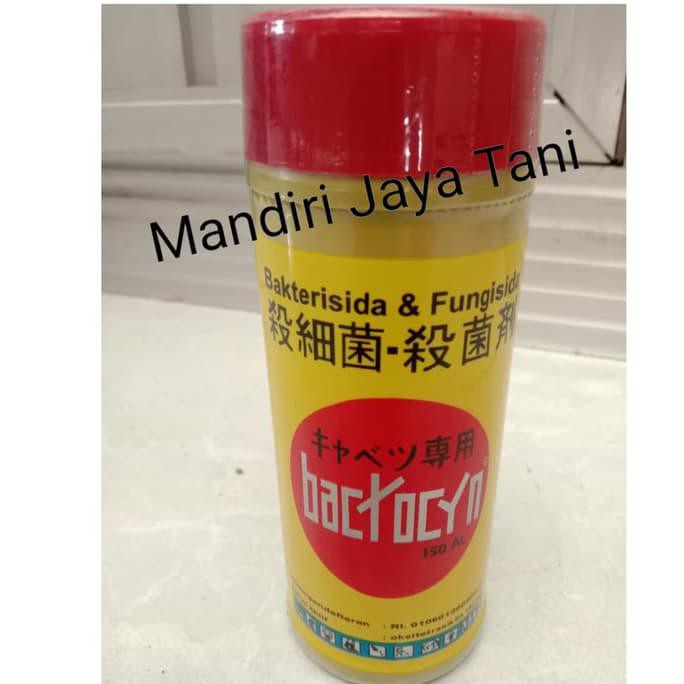 Mandiri Jaya Tani
Bakterisida & Fungisida
殺細菌-殺菌剤
キャベツ専用
bactocyn®
150 AL
: RI.